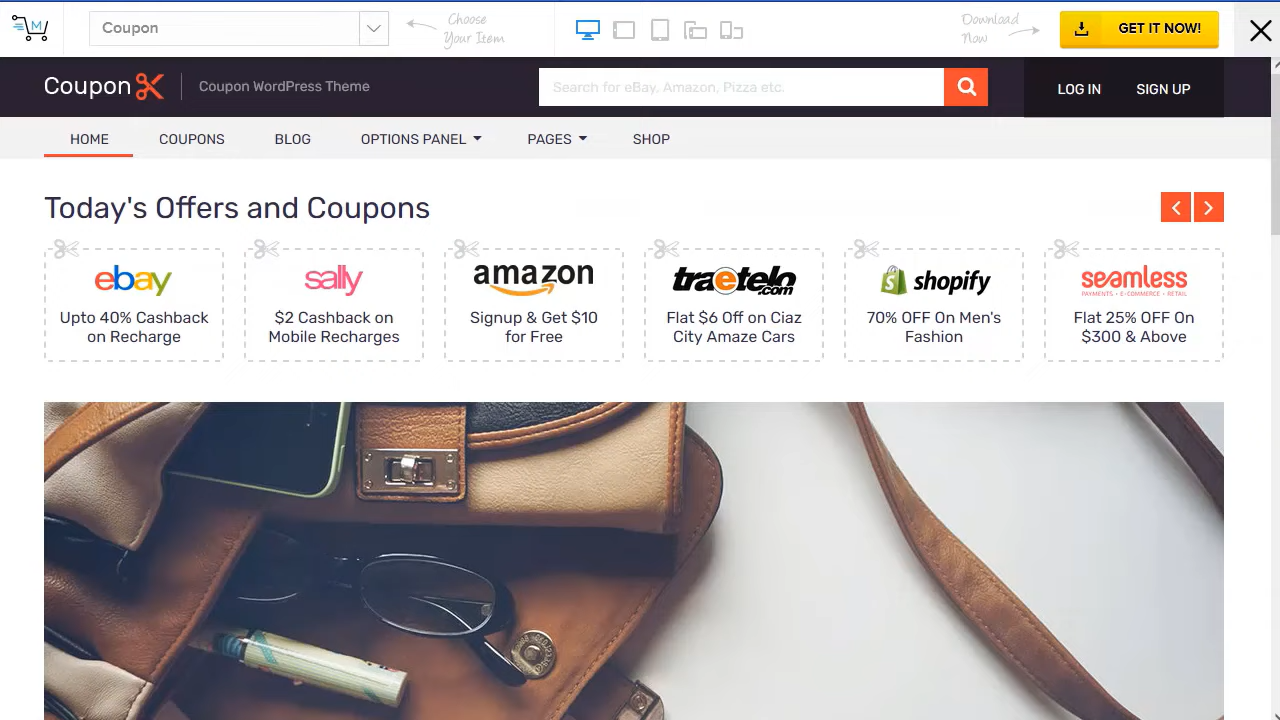 Coupon
Choose
Your Item
Download
Now
GET IT NOW!
Coupon
Coupon WordPress Theme
Search for eBay, Amazon, Pizza etc.
LOG IN
SIGN UP
HOME
COUPONS
BLOG
OPTIONS PANEL
PAGES
SHOP
Today's Offers and Coupons
ebay
Upto 40% Cashback
on Recharge
sally
$2 Cashback on
Mobile Recharges
amazon
Signup & Get $10
for Free
traetelo
.com
Flat $6 Off on Ciaz
City Amaze Cars
shopify
70% OFF On Men's
Fashion
seamless
PAYMENTS • E-COMMERCE • RETAIL
Flat 25% OFF On
$300 & Above